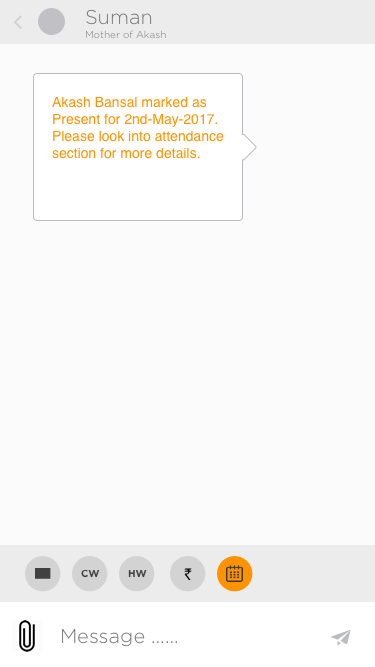 Suman
Mother of Akash
Akash Bansal marked as
Present for 2nd-May-2017.
Please look into attendance
section for more details.
CW HW ₹
Message ......